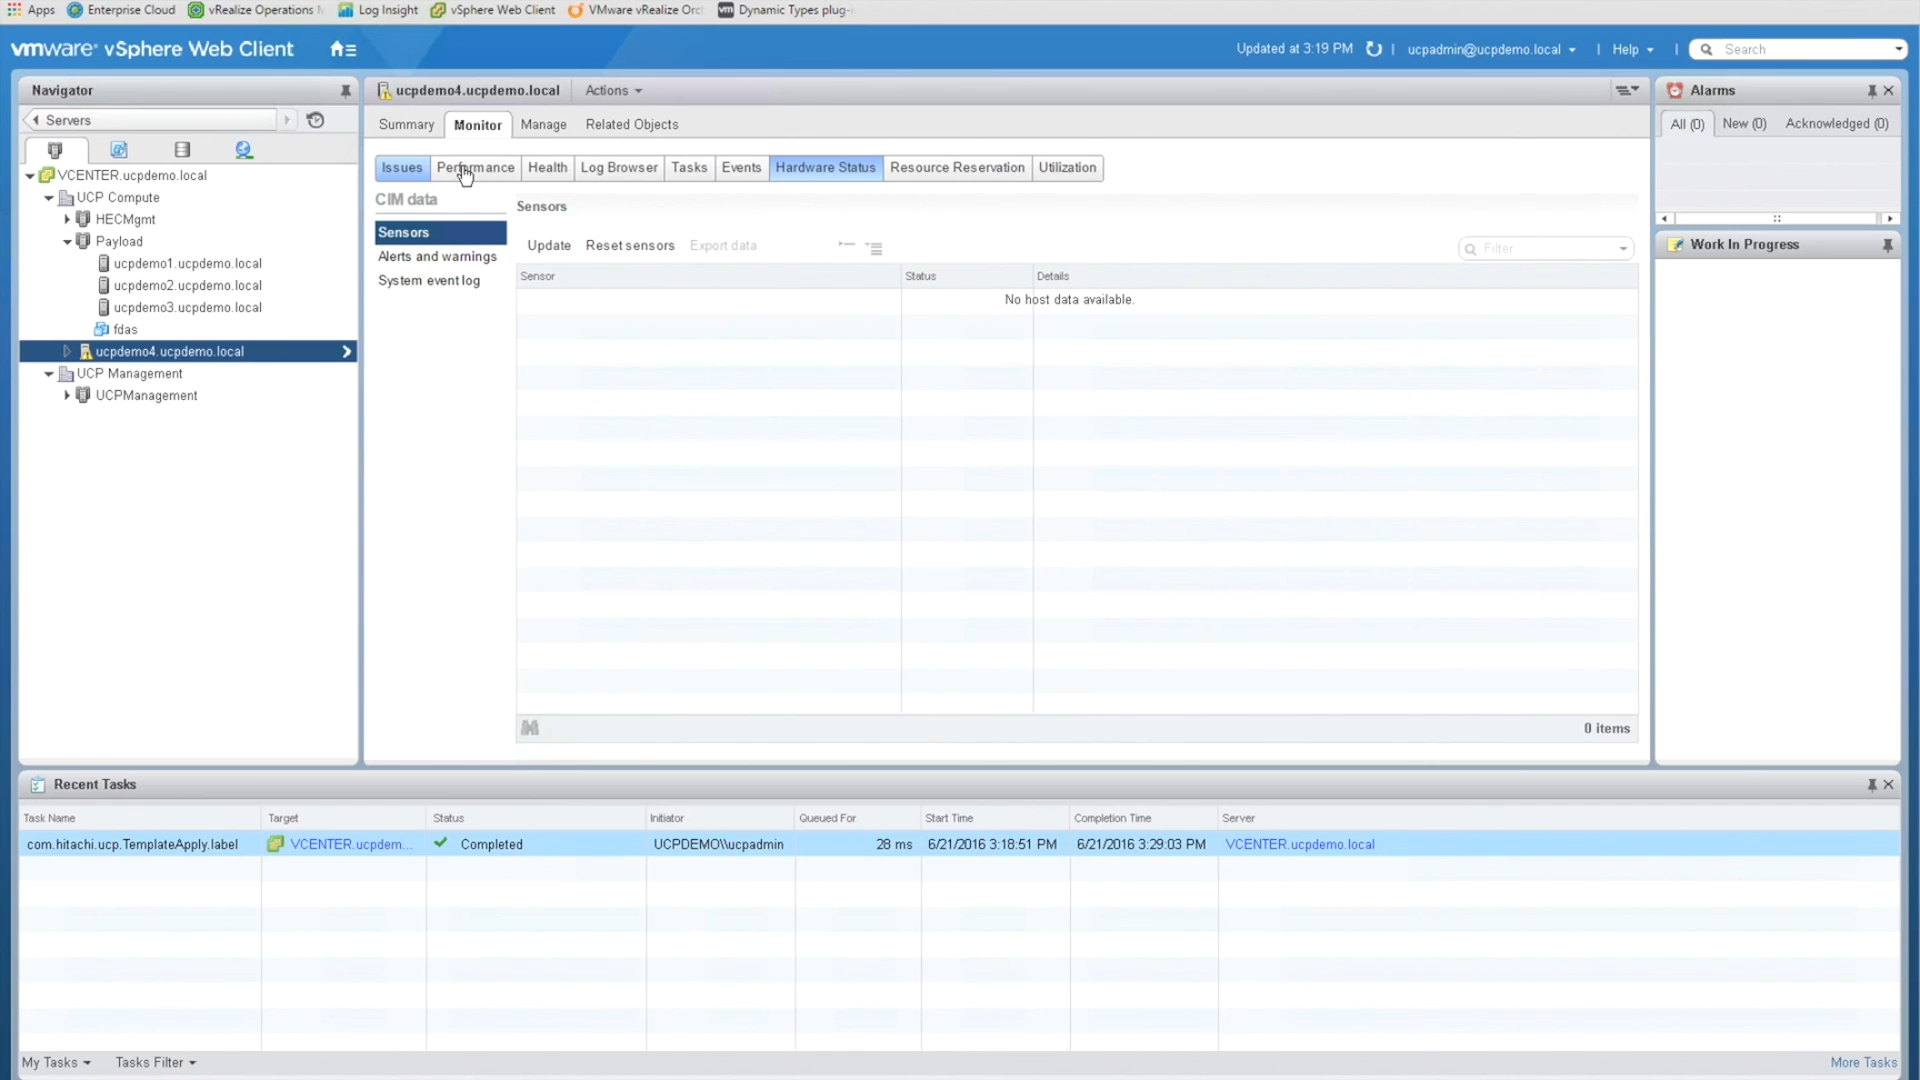 Apps Enterprise Cloud vRealize Operations Log Insight vSphere Web Client VMware vRealize Orc Dynamic Types plug-
vmware® vSphere Web Client
Updated at 3:19 PM | ucpadmin@ucpdemo.local | Help | Search
Navigator
Servers
VCENTER.ucpdemo.local
UCP Compute
HECMgmt
Payload
ucpdemo1.ucpdemo.local
ucpdemo2.ucpdemo.local
ucpdemo3.ucpdemo.local
fdas
ucpdemo4.ucpdemo.local
UCP Management
UCPManagement
ucpdemo4.ucpdemo.local Actions
Summary Monitor Manage Related Objects
Issues Performance Health Log Browser Tasks Events Hardware Status Resource Reservation Utilization
CIM data
Sensors
Alerts and warnings
System event log
Sensors
Update Reset sensors Export data Filter
Sensor Status Details
No host data available.
0 items
Alarms
All (0) New (0) Acknowledged (0)
Work In Progress
Recent Tasks
Task Name Target Status Initiator Queued For Start Time Completion Time Server
com.hitachi.ucp.TemplateApply.label VCENTER.ucpdem... Completed UCPDEMO\\ucpadmin 28 ms 6/21/2016 3:18:51 PM 6/21/2016 3:29:03 PM VCENTER.ucpdemo.local
My Tasks Tasks Filter More Tasks